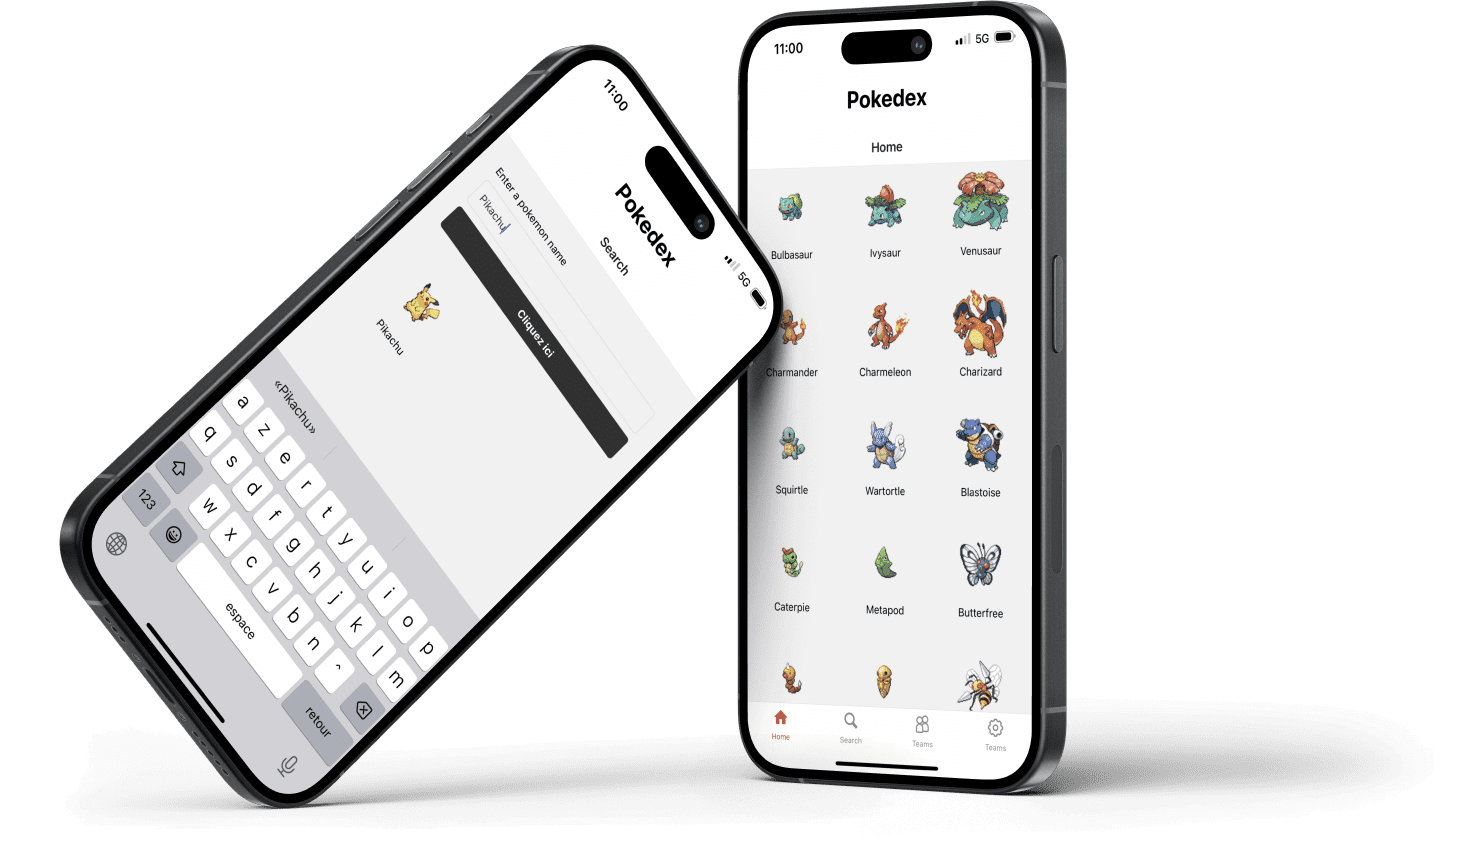 11:00
5G
Pokedex
Search
Enter a pokemon name
Pikachu
Cliquez ici
Pikachu
«Pikachu»
a z e r t y u i o p
q s d f g h j k l m
w x c v b n ^
123
espace
retour
11:00
5G
Pokedex
Home
Bulbasaur Ivysaur Venusaur
Charmander Charmeleon Charizard
Squirtle Wartortle Blastoise
Caterpie Metapod Butterfree
Home Search Teams Teams